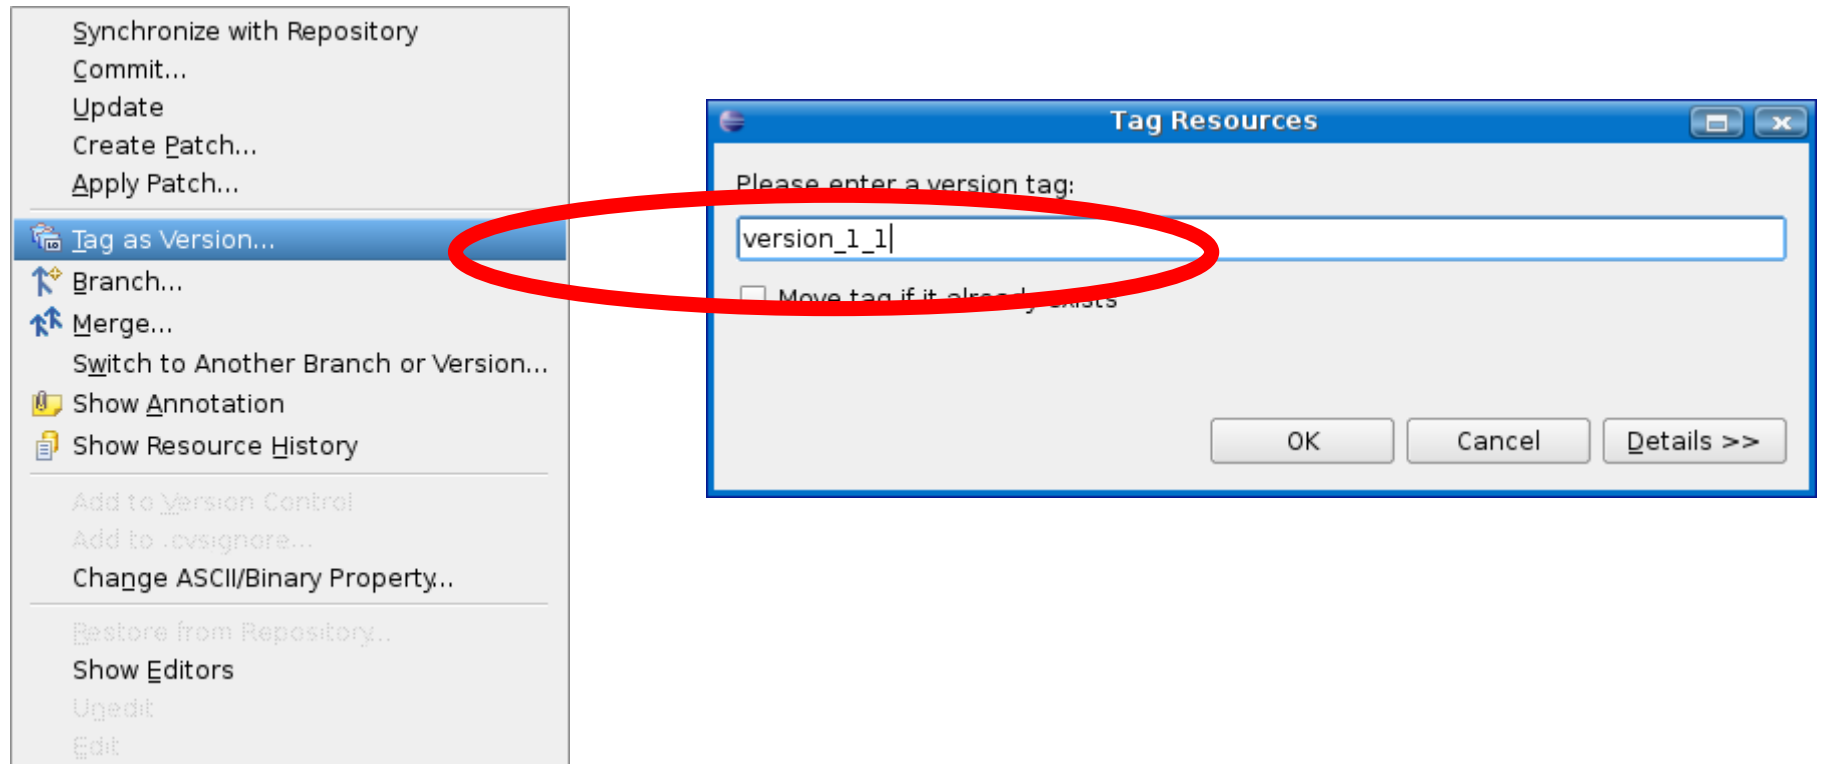 Synchronize with Repository
Commit...
Update
Create Patch...
Apply Patch...
Tag as Version...
Branch...
Merge...
Switch to Another Branch or Version...
Show Annotation
Show Resource History
Add to Version Control
Add to .cvsignore...
Change ASCII/Binary Property...
Restore from Repository...
Show Editors
Unedit
Edit
Tag Resources
Please enter a version tag:
version_1_1
Move tag if it already exists
OK
Cancel
Details >>